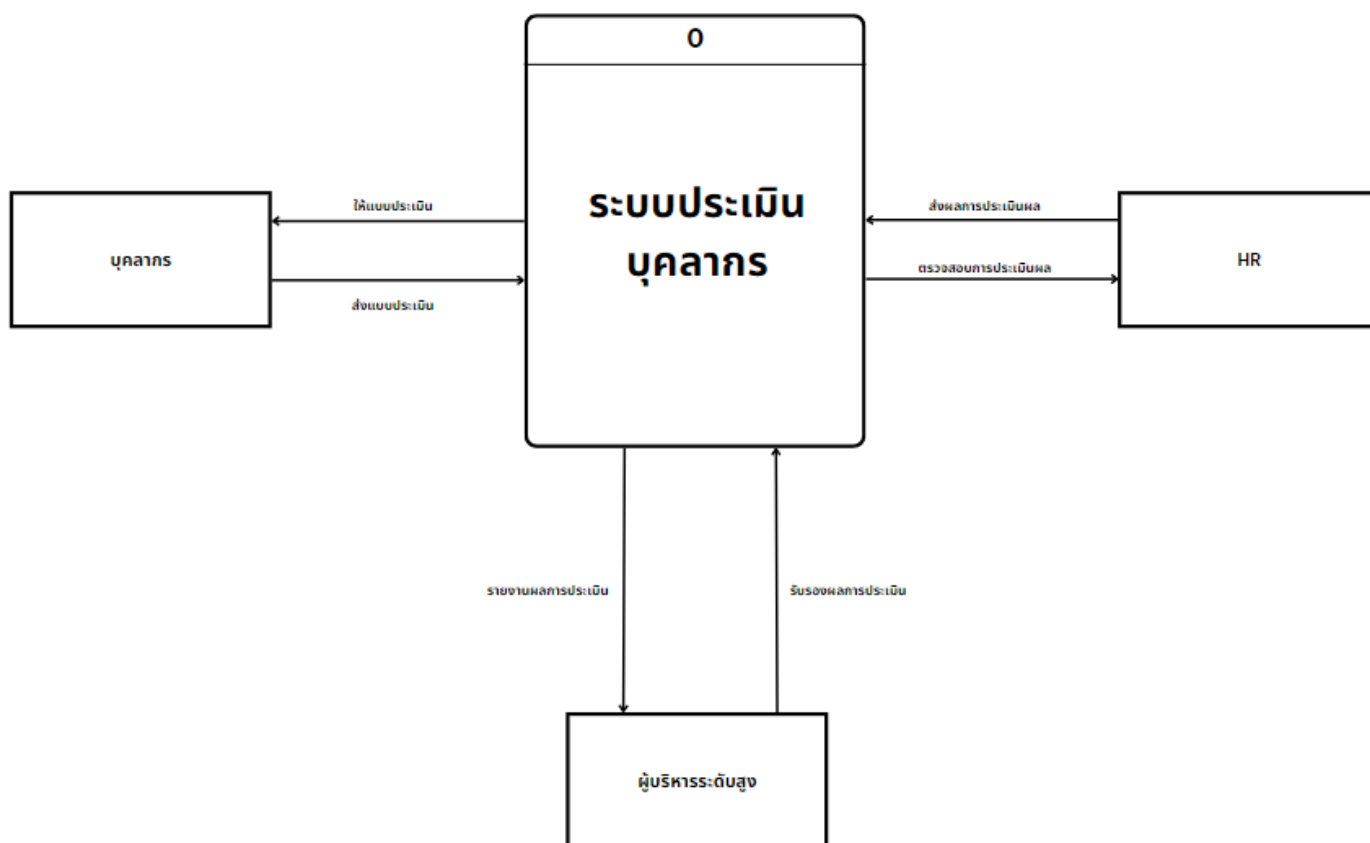 0
ระบบประเมิน
บุคลากร
บุคลากร
ให้แบบประเมิน
ส่งแบบประเมิน
ส่งผลการประเมินผล
ตรวจสอบการประเมินผล
HR
รายงานผลการประเมิน
รับรองผลการประเมิน
ผู้บริหารระดับสูง